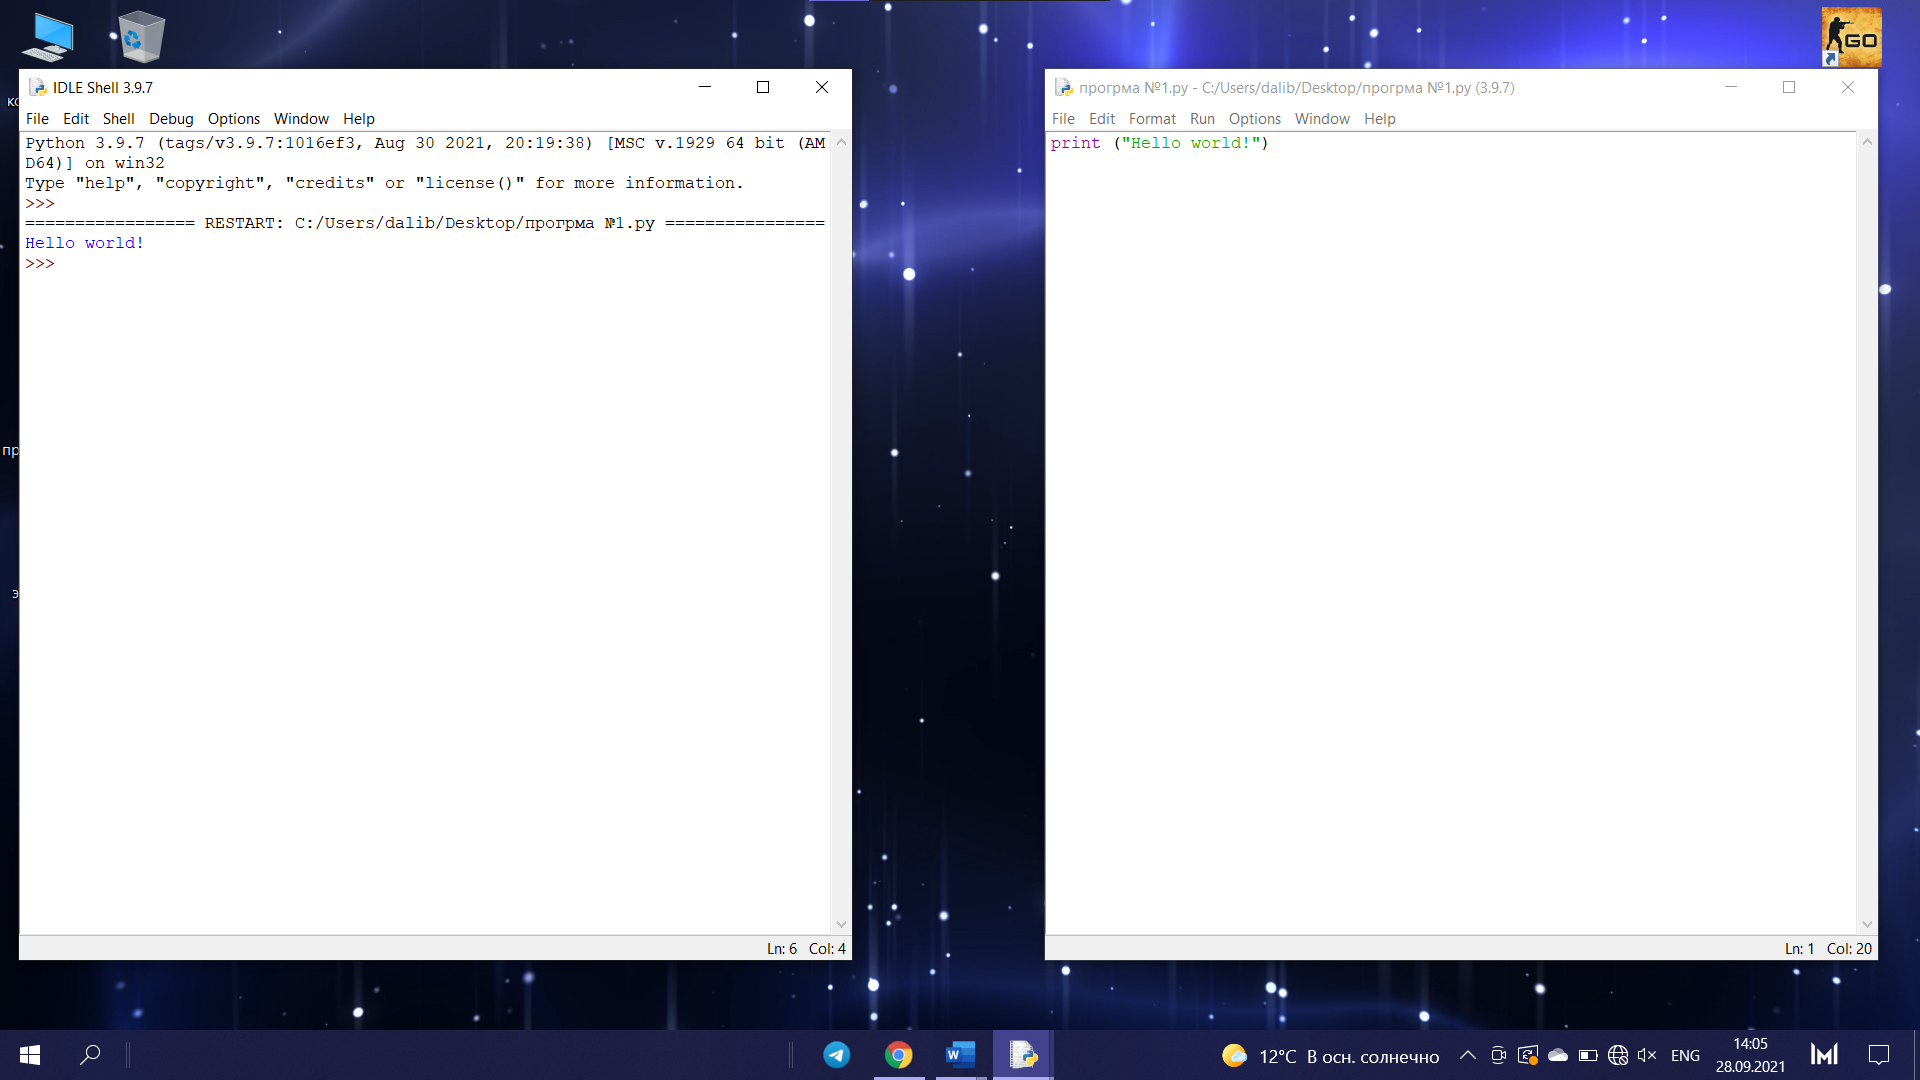 GO
IDLE Shell 3.9.7
File Edit Shell Debug Options Window Help
Python 3.9.7 (tags/v3.9.7:1016ef3, Aug 30 2021, 20:19:38) [MSC v.1929 64 bit (AM
D64)] on win32
Type "help", "copyright", "credits" or "license()" for more information.
>>>
================= RESTART: C:/Users/dalib/Desktop/прогрма №1.py ================
Hello world!
>>>
Ln: 6 Col: 4
прогрма №1.py - C:/Users/dalib/Desktop/прогрма №1.py (3.9.7)
File Edit Format Run Options Window Help
print ("Hello world!")
Ln: 1 Col: 20
ко
пр
э
12°C В осн. солнечно
ENG
14:05
28.09.2021